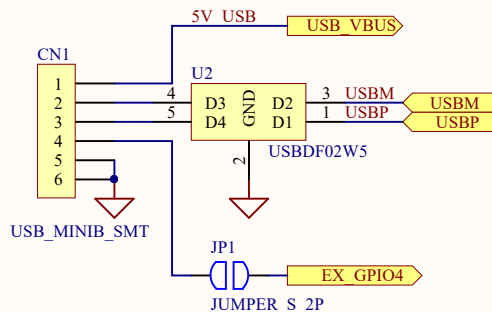 5V_USB USB_VBUS
CN1
U2
1
2 4 D3 GND D2 3 USBM USBM
3 5 D4 D1 1 USBP USBP
4 2 USBDF02W5
5
6
USB_MINIB_SMT
JP1
EX_GPIO4
JUMPER_S_2P